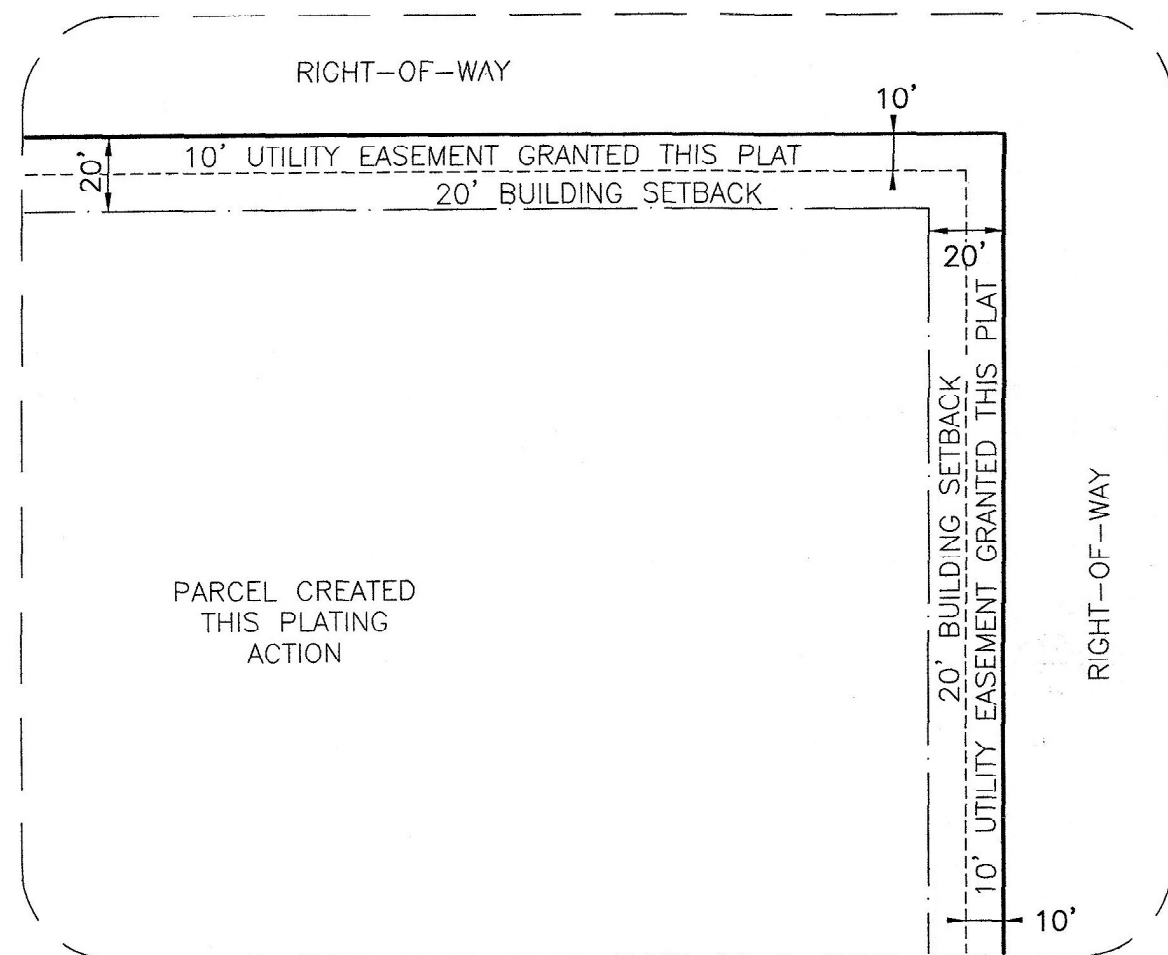 RIGHT-OF-WAY
10'
20'
10' UTILITY EASEMENT GRANTED THIS PLAT
20' BUILDING SETBACK
20'
20' BUILDING SETBACK
10' UTILITY EASEMENT GRANTED THIS PLAT
RIGHT-OF-WAY
PARCEL CREATED
THIS PLATING
ACTION
10'